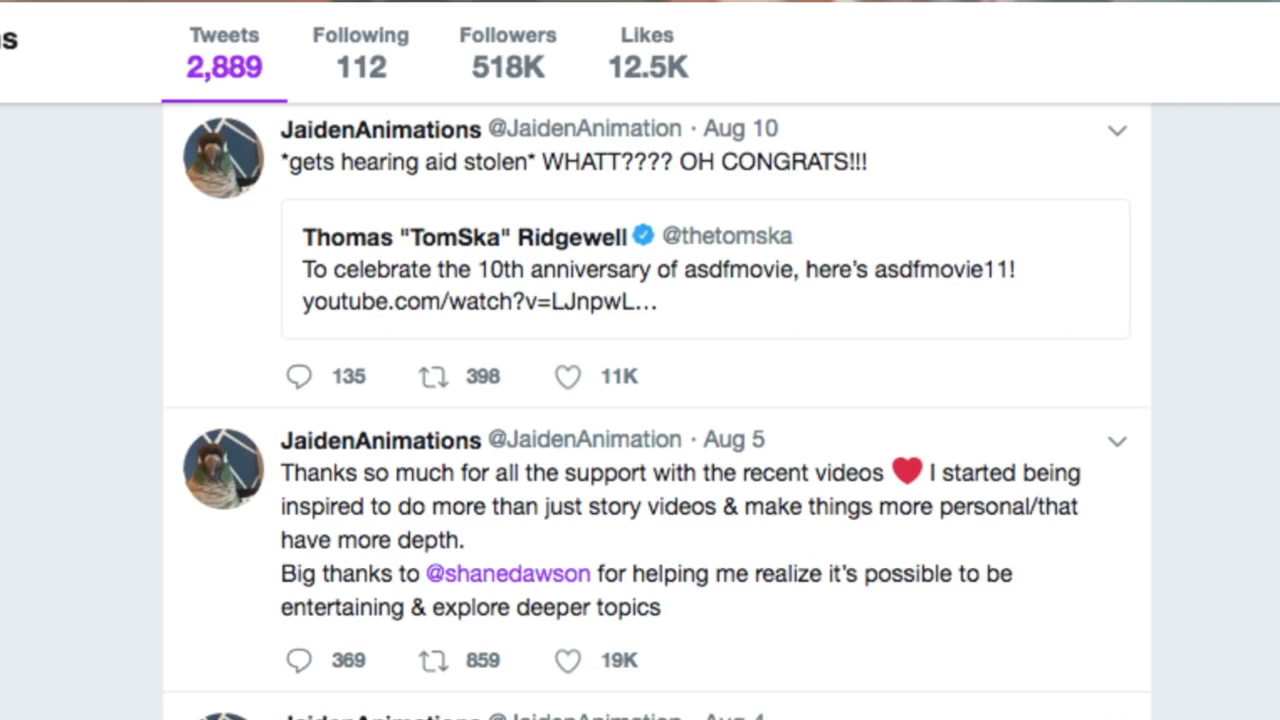 s
Tweets Following Followers Likes
2,889 112 518K 12.5K
JaidenAnimations @JaidenAnimation · Aug 10
*gets hearing aid stolen* WHATT???? OH CONGRATS!!!
Thomas "TomSka" Ridgewell @thetomska
To celebrate the 10th anniversary of asdfmovie, here’s asdfmovie11!
youtube.com/watch?v=LJnpwL...
135 398 11K
JaidenAnimations @JaidenAnimation · Aug 5
Thanks so much for all the support with the recent videos ❤ I started being
inspired to do more than just story videos & make things more personal/that
have more depth.
Big thanks to @shanedawson for helping me realize it’s possible to be
entertaining & explore deeper topics
369 859 19K
JaidenAnimations @JaidenAnimation · Aug 4